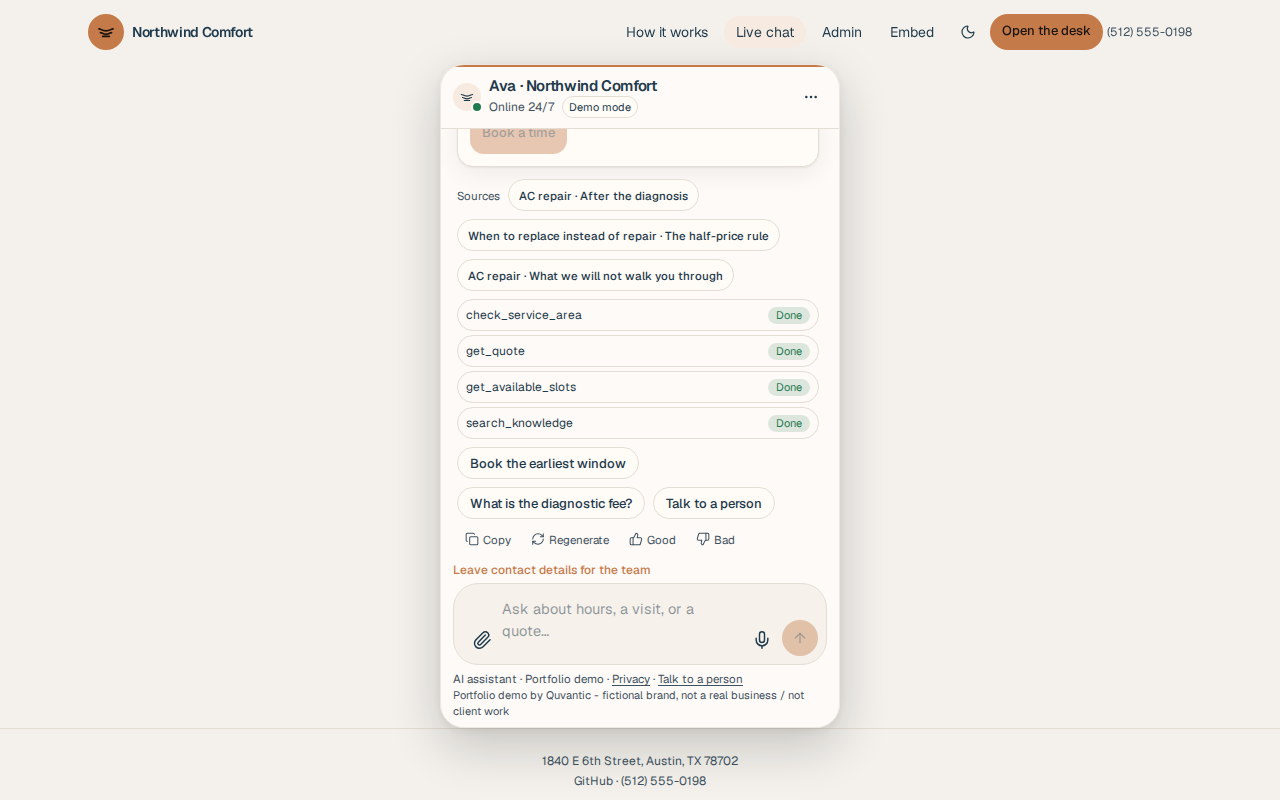 Northwind Comfort
How it works
Live chat
Admin
Embed
Open the desk
(512) 555-0198
Ava · Northwind Comfort
Online 24/7
Demo mode
Book a time
Sources
AC repair · After the diagnosis
When to replace instead of repair · The half-price rule
AC repair · What we will not walk you through
check_service_area Done
get_quote Done
get_available_slots Done
search_knowledge Done
Book the earliest window
What is the diagnostic fee?
Talk to a person
Copy
Regenerate
Good
Bad
Leave contact details for the team
Ask about hours, a visit, or a
quote…
AI assistant · Portfolio demo · Privacy · Talk to a person
Portfolio demo by Quvantic - fictional brand, not a real business / not
client work
1840 E 6th Street, Austin, TX 78702
GitHub · (512) 555-0198